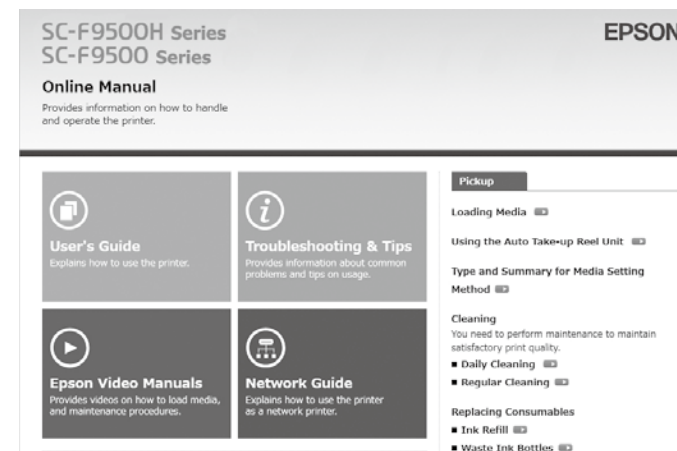 SC-F9500H Series
SC-F9500 Series
EPSON
Online Manual
Provides information on how to handle
and operate the printer.
User's Guide
Explains how to use the printer.
Troubleshooting & Tips
Provides information about common
problems and tips on usage.
Epson Video Manuals
Provides videos on how to load media,
and maintenance procedures.
Network Guide
Explains how to use the printer
as a network printer.
Pickup
Loading Media
Using the Auto Take-up Reel Unit
Type and Summary for Media Setting
Method
Cleaning
You need to perform maintenance to maintain
satisfactory print quality.
■ Daily Cleaning
■ Regular Cleaning
Replacing Consumables
■ Ink Refill
■ Waste Ink Bottles